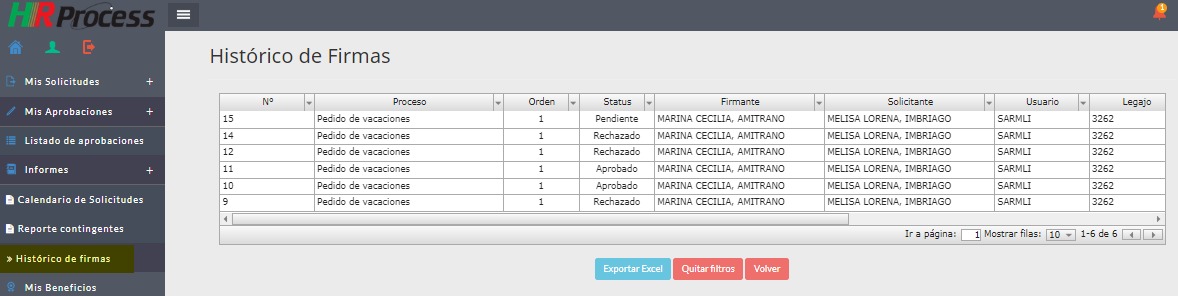 HR Process
1
Mis Solicitudes +
Mis Aprobaciones +
Listado de aprobaciones
Informes +
Calendario de Solicitudes
Reporte contingentes
» Histórico de firmas
Mis Beneficios
Histórico de Firmas
Nº Proceso Orden Status Firmante Solicitante Usuario Legajo
15 Pedido de vacaciones 1 Pendiente MARINA CECILIA, AMITRANO MELISA LORENA, IMBRIAGO SARMLI 3262
14 Pedido de vacaciones 1 Rechazado MARINA CECILIA, AMITRANO MELISA LORENA, IMBRIAGO SARMLI 3262
12 Pedido de vacaciones 1 Rechazado MARINA CECILIA, AMITRANO MELISA LORENA, IMBRIAGO SARMLI 3262
11 Pedido de vacaciones 1 Aprobado MARINA CECILIA, AMITRANO MELISA LORENA, IMBRIAGO SARMLI 3262
10 Pedido de vacaciones 1 Aprobado MARINA CECILIA, AMITRANO MELISA LORENA, IMBRIAGO SARMLI 3262
9 Pedido de vacaciones 1 Rechazado MARINA CECILIA, AMITRANO MELISA LORENA, IMBRIAGO SARMLI 3262
Ir a página: 1 Mostrar filas: 10 1-6 de 6
Exportar Excel Quitar filtros Volver